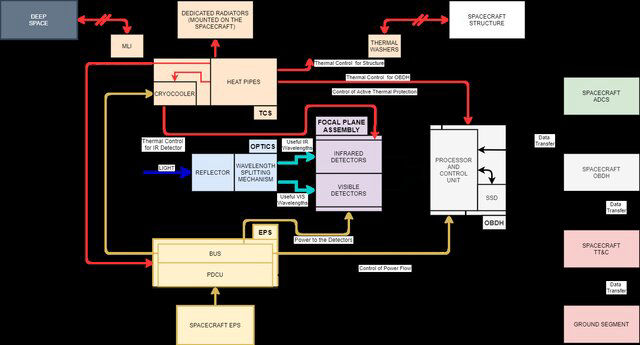 DEEP
SPACE
DEDICATED RADIATORS
(MOUNTED ON THE
SPACECRAFT)
SPACECRAFT
STRUCTURE
MLI
THERMAL
WASHERS
Thermal Control for Structure
HEAT PIPES
Thermal Control for OBDH
CRYOCOOLER
Control of Active Thermal Protection
SPACECRAFT
ADCS
TCS
FOCAL PLANE
ASSEMBLY
Thermal Control
for IR Detector
OPTICS
Useful IR
Wavelengths
INFRARED
DETECTORS
Data
Transfer
LIGHT
REFLECTOR
WAVELENGTH
SPLITTING
MECHANISM
PROCESSOR
AND
CONTROL
UNIT
SPACECRAFT
OBDH
VISIBLE
DETECTORS
SSD
Useful VIS
Wavelengths
Data
Transfer
OBDH
EPS
Power to the Detectors
BUS
SPACECRAFT
TT&C
Control of Power Flow
PDCU
Data
Transfer
SPACECRAFT EPS
GROUND SEGMENT